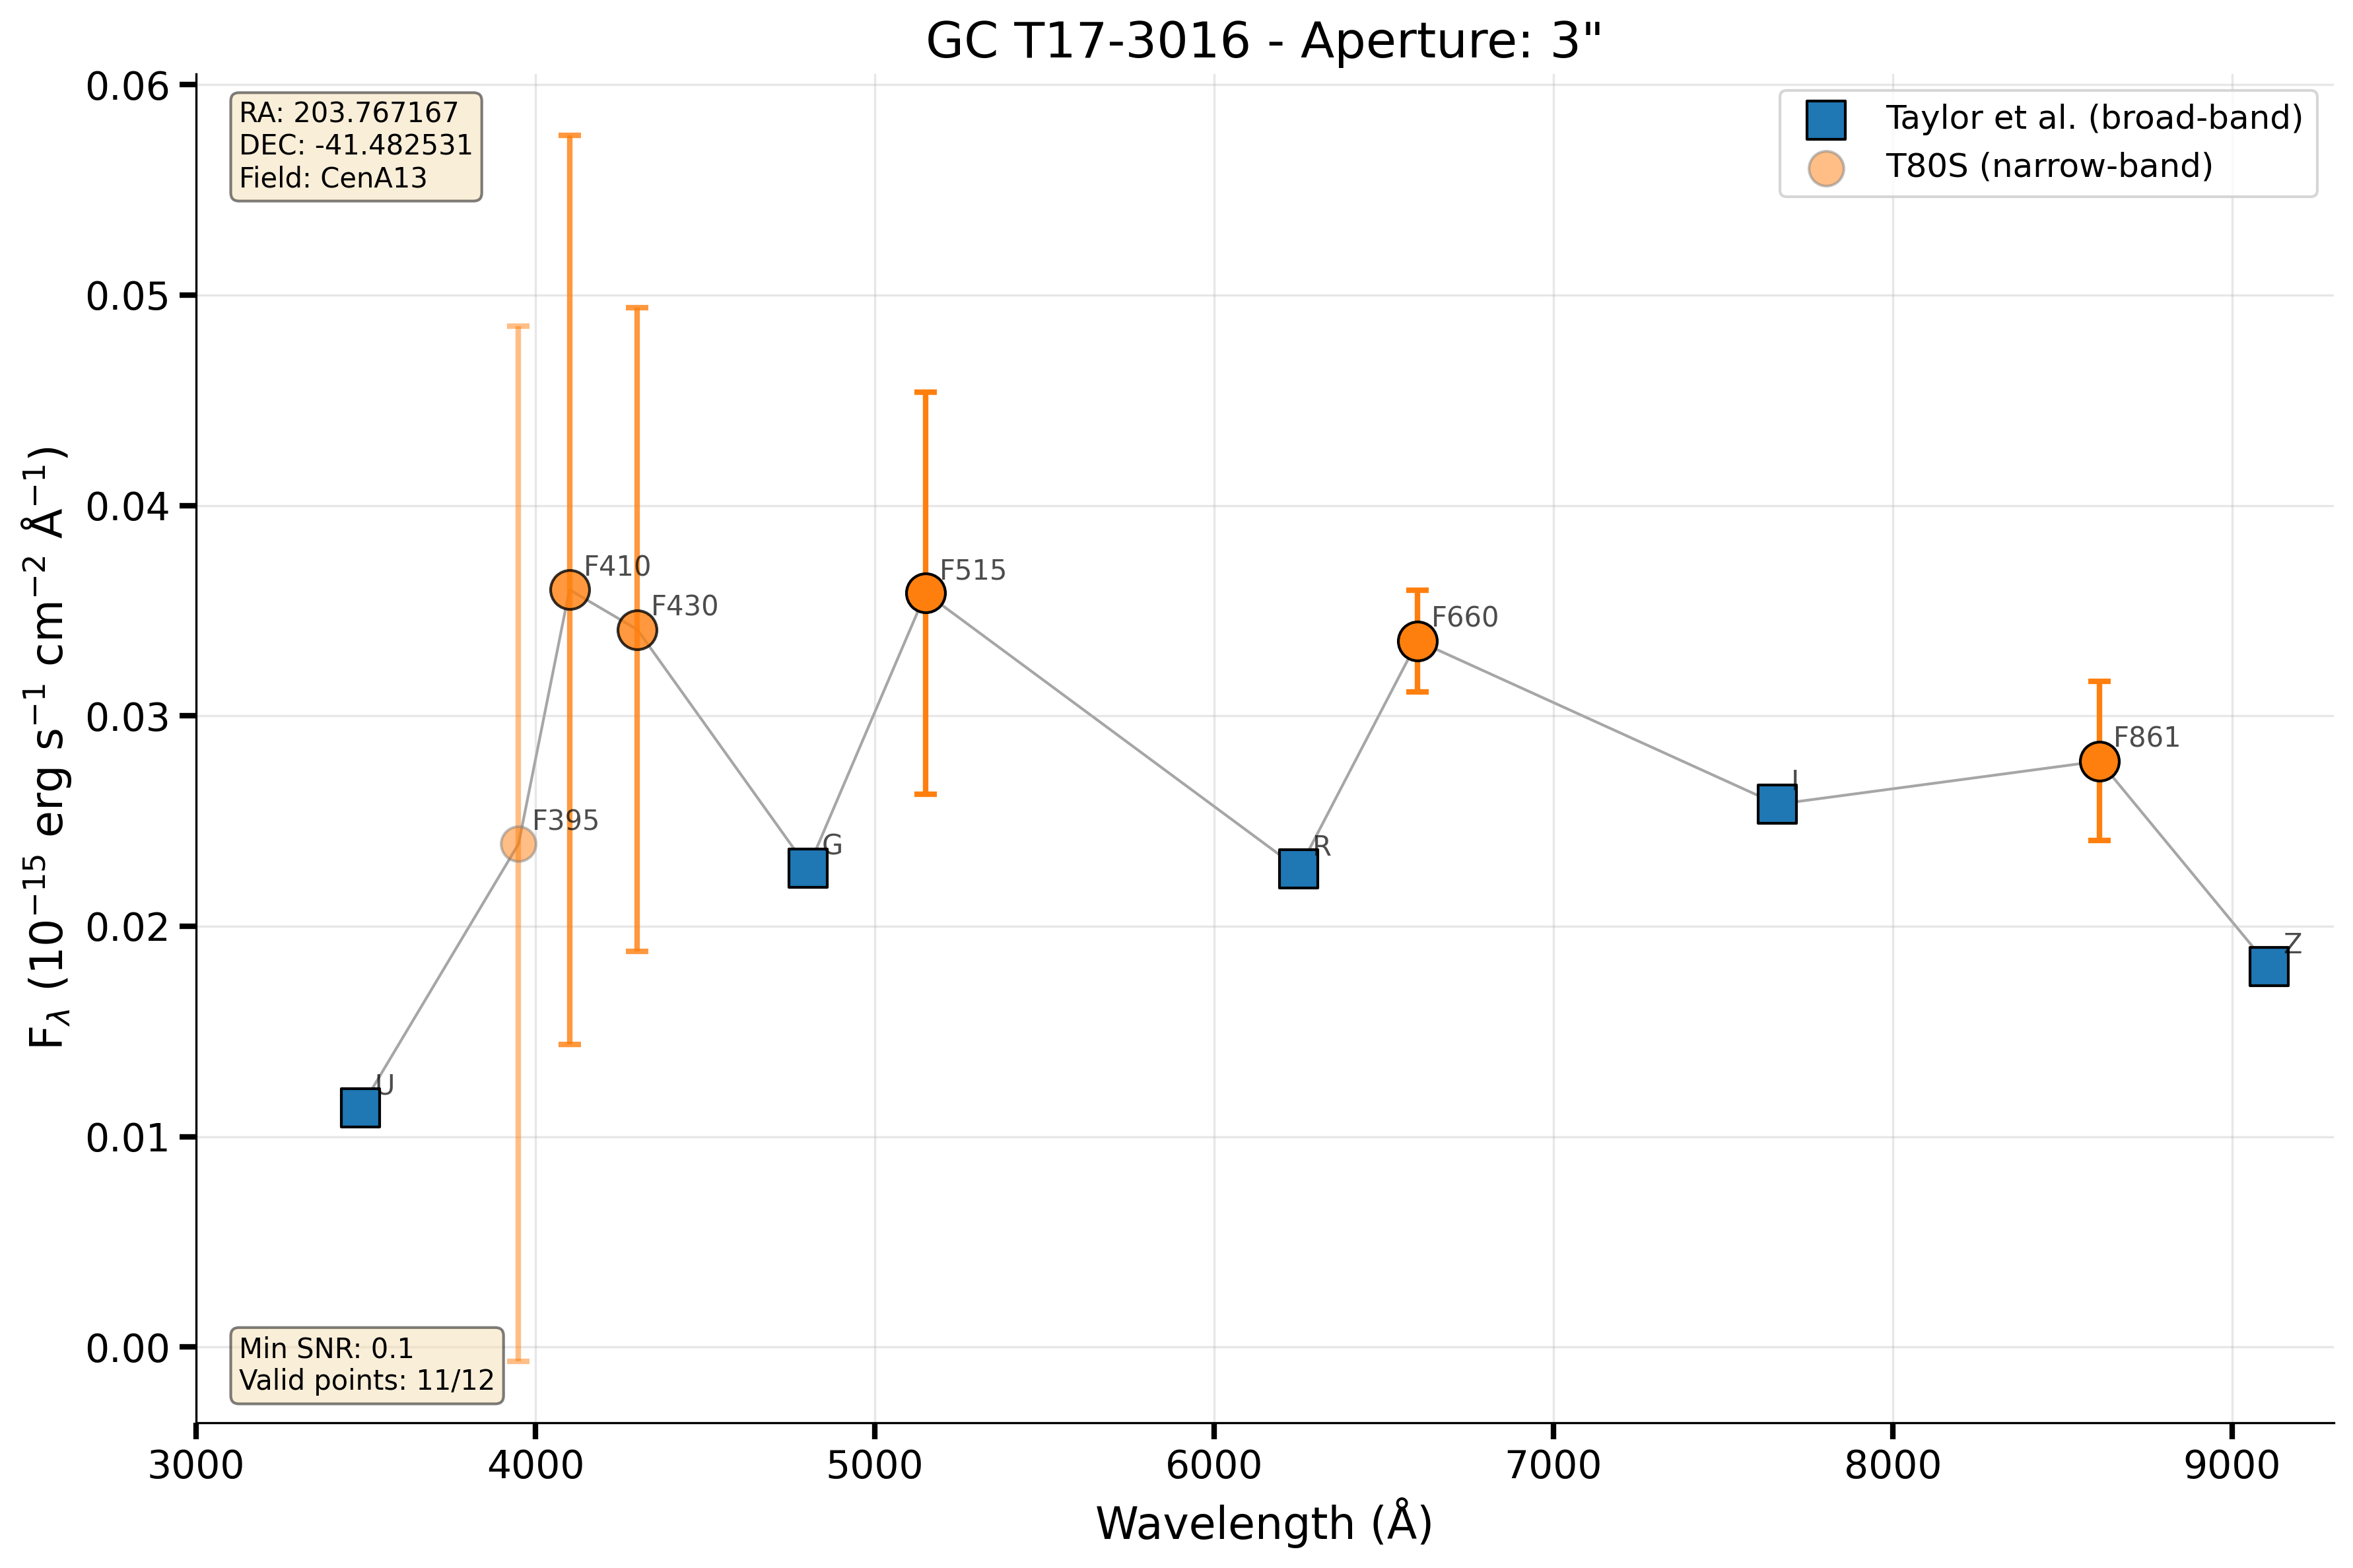 GC T17-3016 - Aperture: 3"
RA: 203.767167
DEC: -41.482531
Field: CenA13
Taylor et al. (broad-band)
T80S (narrow-band)
0.06
0.05
0.04
0.03
0.02
0.01
0.00
F_λ (10⁻¹⁵ erg s⁻¹ cm⁻² Å⁻¹)
F410
F430
F515
F660
F861
F395
G
R
I
Z
U
Min SNR: 0.1
Valid points: 11/12
3000 4000 5000 6000 7000 8000 9000
Wavelength (Å)